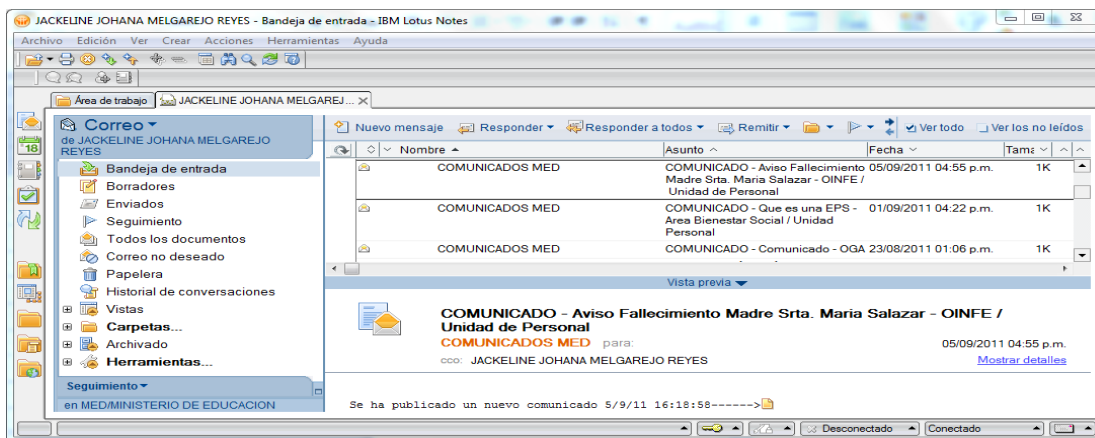 JACKELINE JOHANA MELGAREJO REYES - Bandeja de entrada - IBM Lotus Notes
Archivo Edición Ver Crear Acciones Herramientas Ayuda
Área de trabajo JACKELINE JOHANA MELGAREJ...
Correo
de JACKELINE JOHANA MELGAREJO
REYES
Bandeja de entrada
Borradores
Enviados
Seguimiento
Todos los documentos
Correo no deseado
Papelera
Historial de conversaciones
Vistas
Carpetas...
Archivado
Herramientas...
Seguimiento
en MED/MINISTERIO DE EDUCACION
Nuevo mensaje Responder Responder a todos Remitir Ver todo Ver los no leídos
Nombre Asunto Fecha Tama
COMUNICADOS MED COMUNICADO - Aviso Fallecimiento 05/09/2011 04:55 p.m. 1K
Madre Srta. Maria Salazar - OINFE /
Unidad de Personal
COMUNICADOS MED COMUNICADO - Que es una EPS - 01/09/2011 04:22 p.m. 1K
Area Bienestar Social / Unidad
Personal
COMUNICADOS MED COMUNICADO - Comunicado - OGA 23/08/2011 01:06 p.m. 1K
Vista previa
COMUNICADO - Aviso Fallecimiento Madre Srta. Maria Salazar - OINFE /
Unidad de Personal
COMUNICADOS MED para: 05/09/2011 04:55 p.m.
cco: JACKELINE JOHANA MELGAREJO REYES Mostrar detalles
Se ha publicado un nuevo comunicado 5/9/11 16:18:58------>
Desconectado Conectado
18